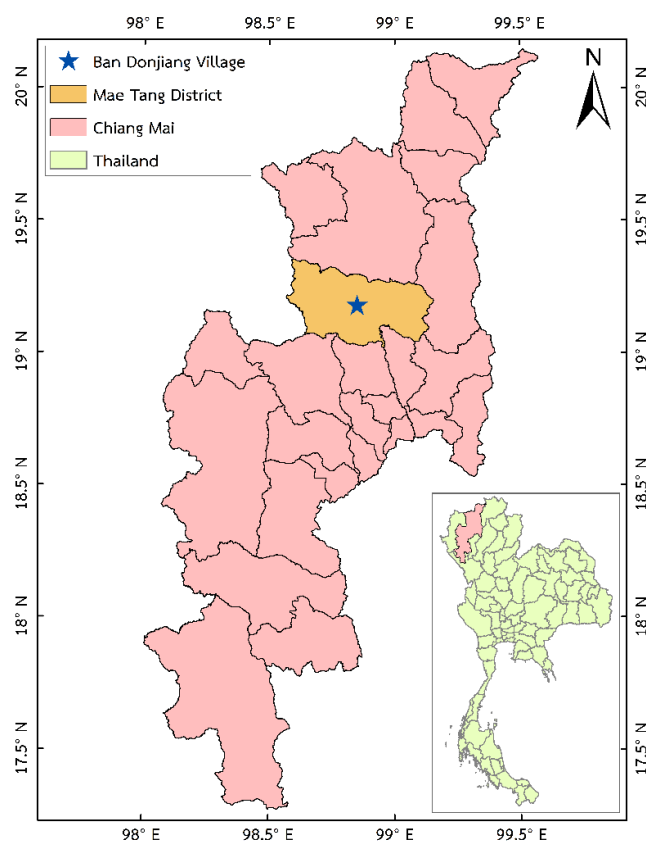 98° E 98.5° E 99° E 99.5° E
Ban Donjiang Village
Mae Tang District
Chiang Mai
Thailand
N
20° N 20° N
19.5° N 19.5° N
19° N 19° N
18.5° N 18.5° N
18° N 18° N
17.5° N 17.5° N
98° E 98.5° E 99° E 99.5° E